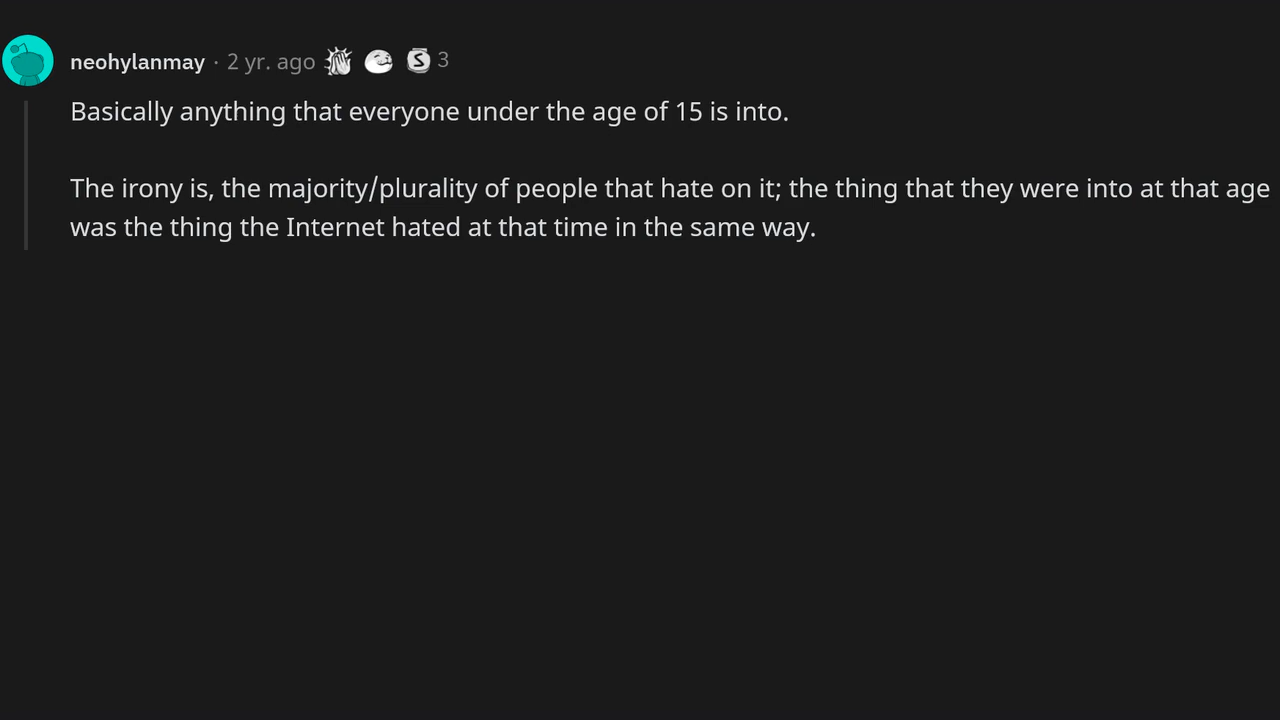 neohylanmay · 2 yr. ago 3
Basically anything that everyone under the age of 15 is into.
The irony is, the majority/plurality of people that hate on it; the thing that they were into at that age
was the thing the Internet hated at that time in the same way.